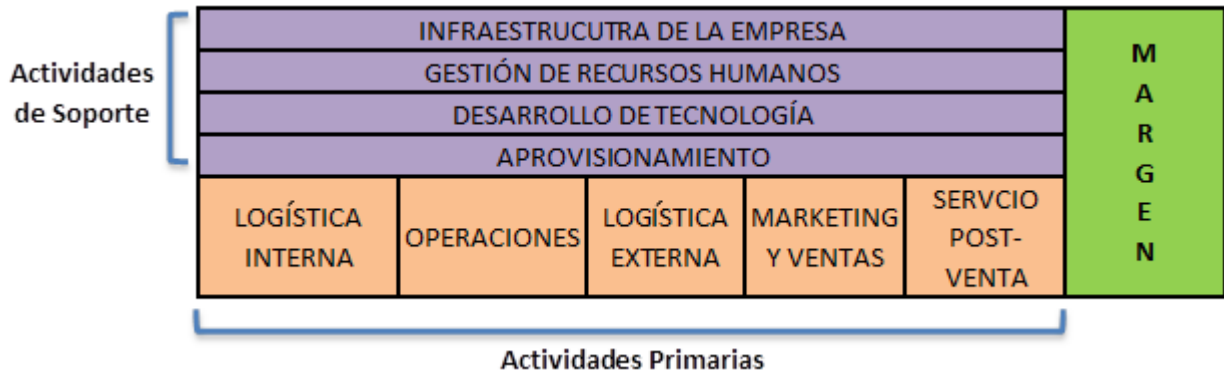 Actividades
de Soporte
INFRAESTRUCUTRA DE LA EMPRESA
GESTIÓN DE RECURSOS HUMANOS
DESARROLLO DE TECNOLOGÍA
APROVISIONAMIENTO
LOGÍSTICA
INTERNA
OPERACIONES
LOGÍSTICA
EXTERNA
MARKETING
Y VENTAS
SERVCIO
POST-
VENTA
M
A
R
G
E
N
Actividades Primarias